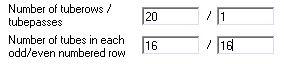 Number of tuberows / 20 / 1
tubepasses
Number of tubes in each 16 / 16
odd/even numbered row